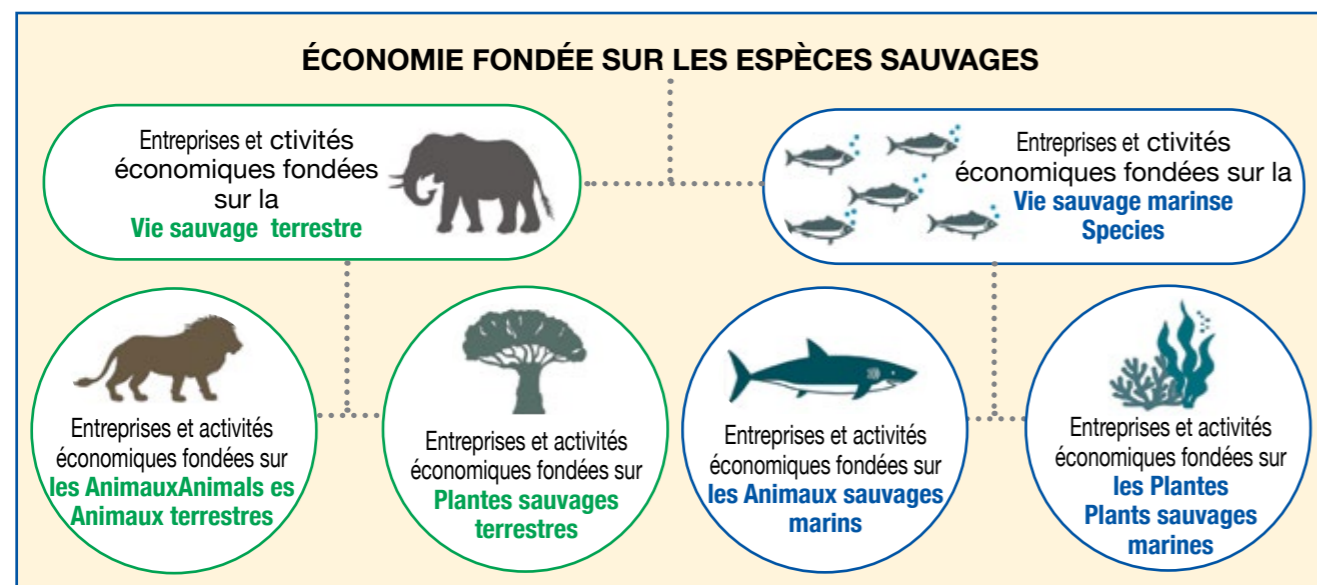 ÉCONOMIE FONDÉE SUR LES ESPÈCES SAUVAGES
Entreprises et ctivités
économiques fondées
sur la
Vie sauvage terrestre
Entreprises et ctivités
économiques fondées sur la
Vie sauvage marinse
Species
Entreprises et activités
économiques fondées sur
les AnimauxAnimals es
Animaux terrestres
Entreprises et activités
économiques fondées sur
Plantes sauvages
terrestres
Entreprises et activités
économiques fondées sur
les Animaux sauvages
marins
Entreprises et activités
économiques fondées sur
les Plantes
Plants sauvages
marines